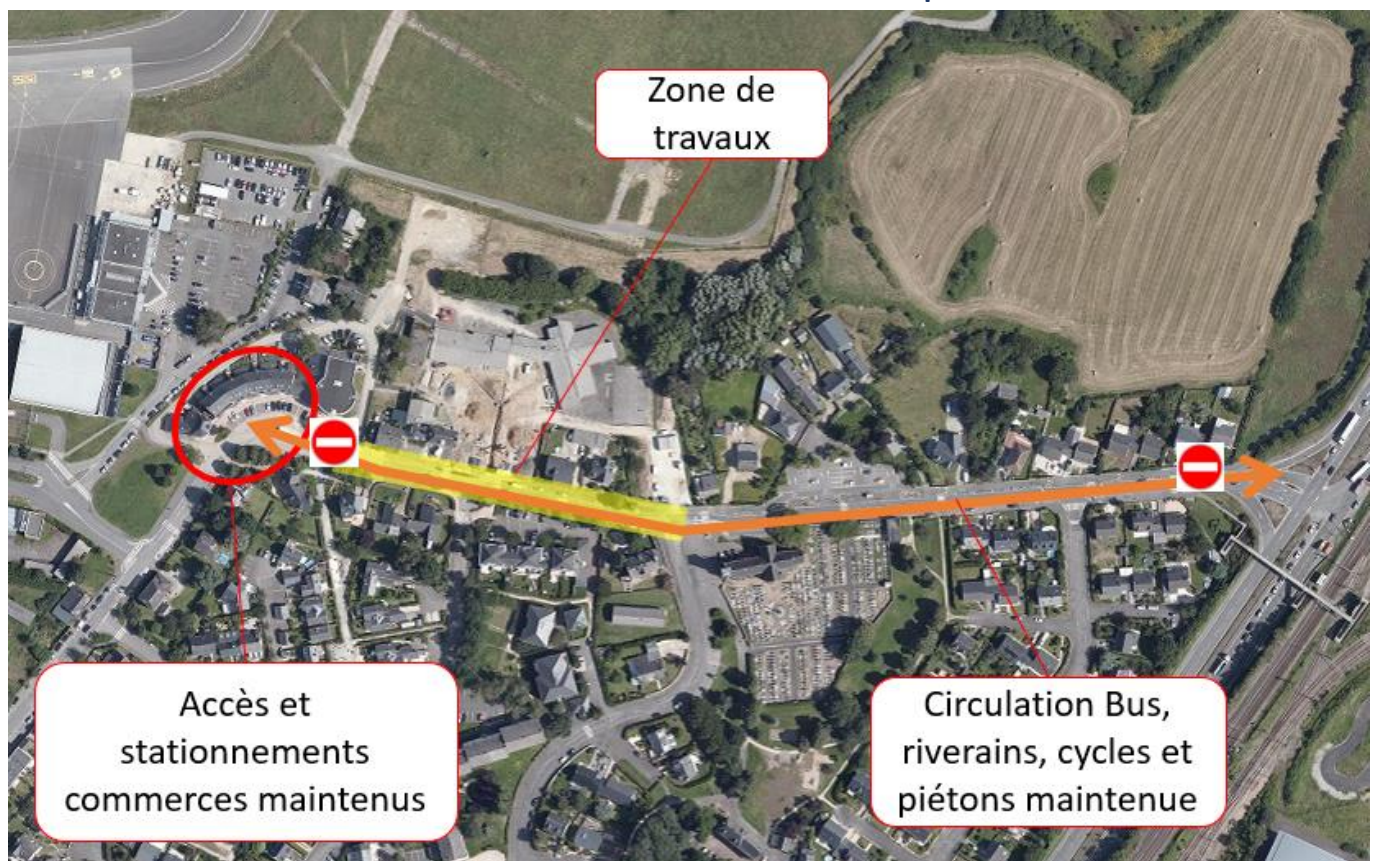 Zone de
travaux
Accès et
stationnements
commerces maintenus
Circulation Bus,
riverains, cycles et
piétons maintenue